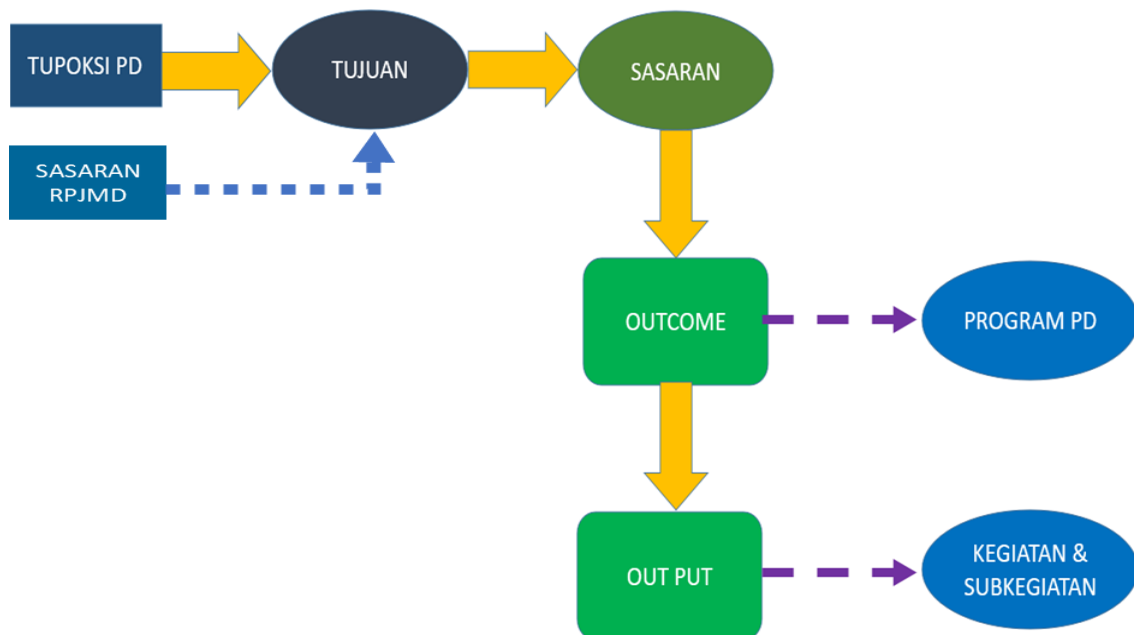 TUPOKSI PD
TUJUAN
SASARAN
SASARAN
RPJMD
OUTCOME
PROGRAM PD
OUT PUT
KEGIATAN &
SUBKEGIATAN